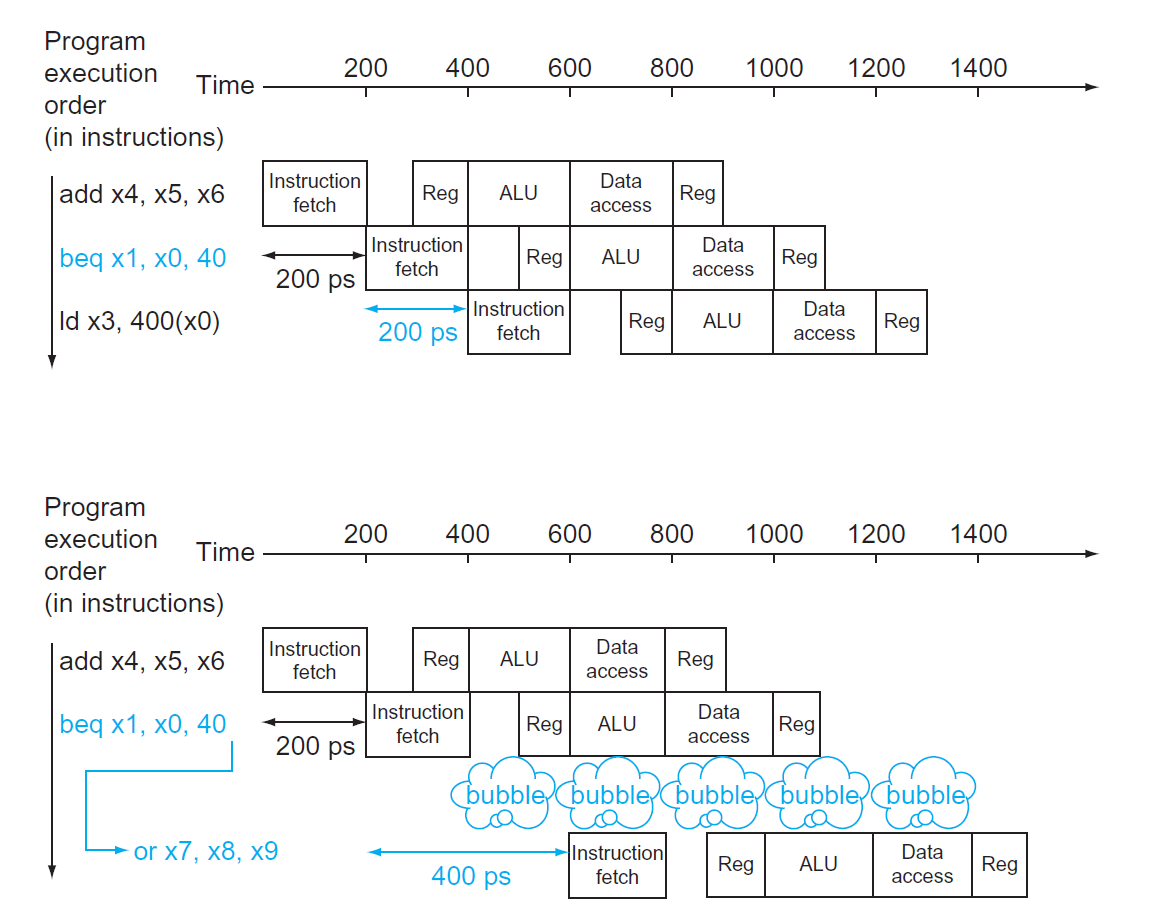 Program
execution
order
(in instructions)
Time
200 400 600 800 1000 1200 1400
add x4, x5, x6
Instruction
fetch
Reg
ALU
Data
access
Reg
beq x1, x0, 40
200 ps
Instruction
fetch
Reg
ALU
Data
access
Reg
ld x3, 400(x0)
200 ps
Instruction
fetch
Reg
ALU
Data
access
Reg
Program
execution
order
(in instructions)
Time
200 400 600 800 1000 1200 1400
add x4, x5, x6
Instruction
fetch
Reg
ALU
Data
access
Reg
beq x1, x0, 40
200 ps
Instruction
fetch
Reg
ALU
Data
access
Reg
bubble bubble bubble bubble bubble
or x7, x8, x9
400 ps
Instruction
fetch
Reg
ALU
Data
access
Reg